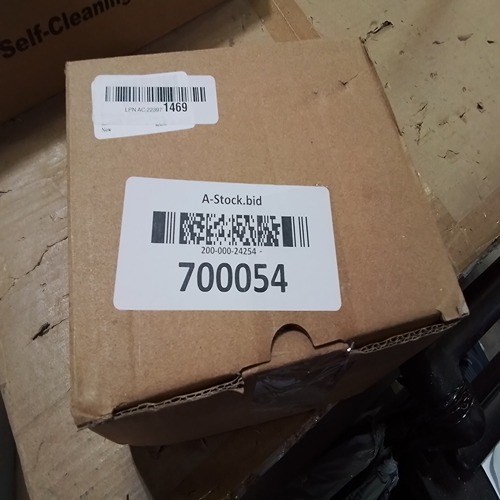 Self-Cleaning
1469
A-Stock.bid
200-000-24254 -
700054